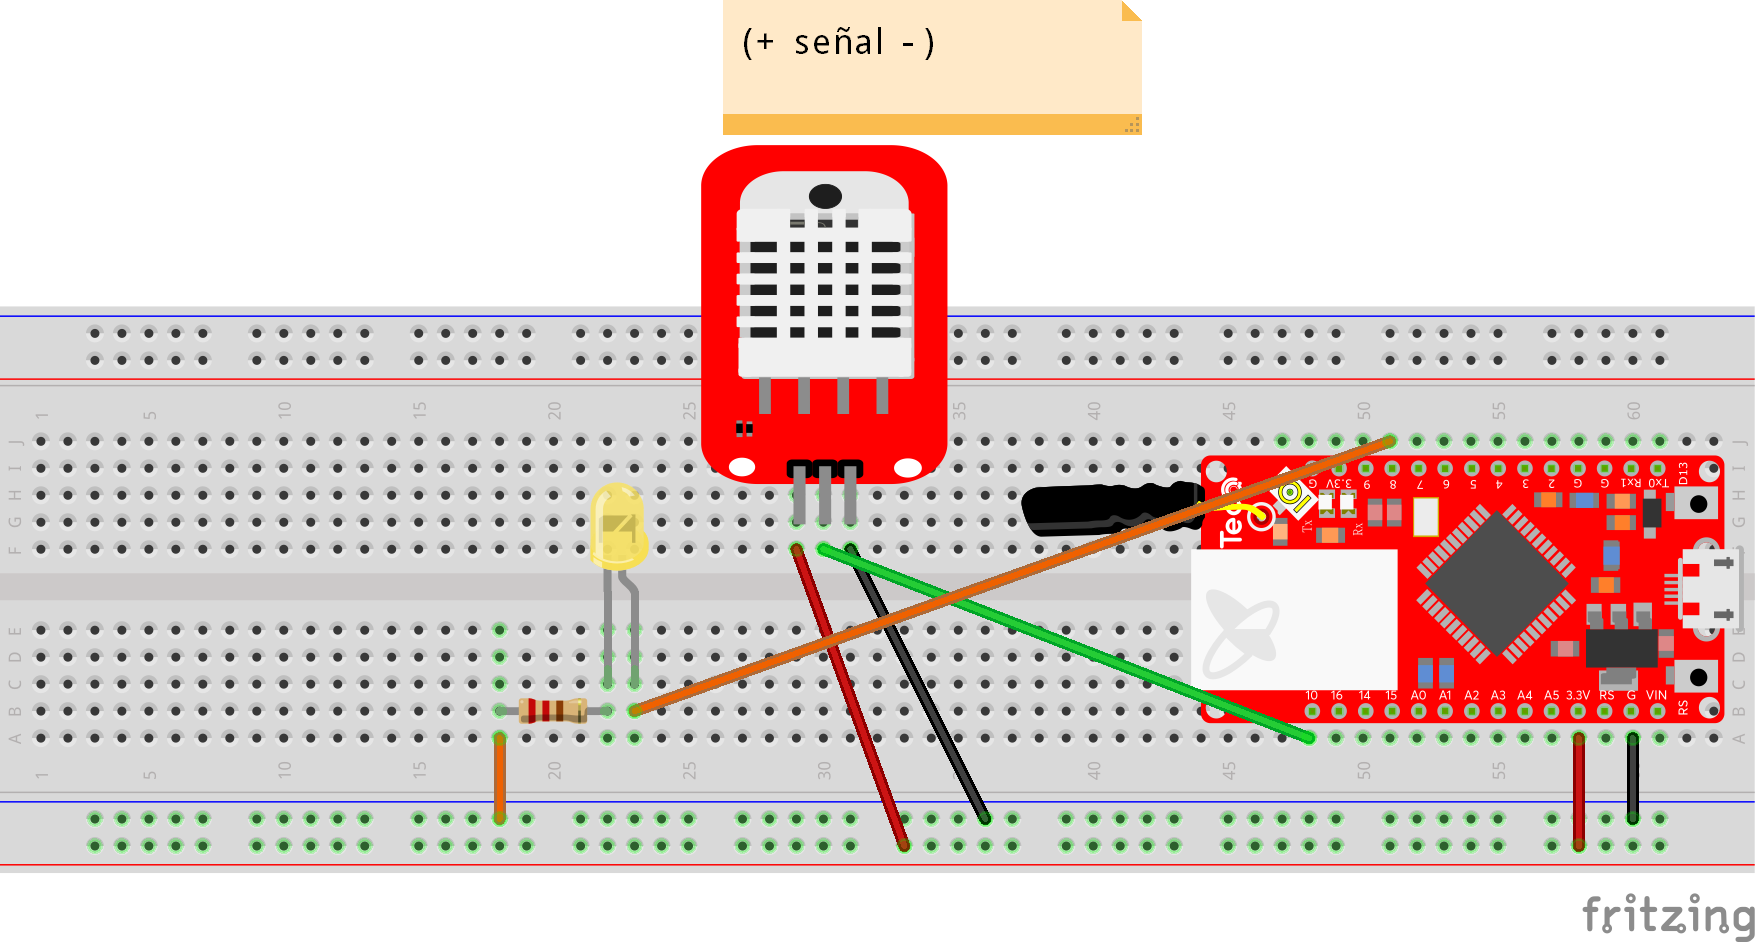 (+ señal -)
1 5 10 15 20 25 35 40 45 50 55 60
J J
I
H H
G G
F
Tec@
Tx Rx
G 3.3V 9 8 7 6 5 4 3 2 G G Rx1 Tx0
D13
E
D D
C C
B B
A A
10 16 14 15 A0 A1 A2 A3 A4 A5 3.3V RS G VIN
RS
1 5 10 15 20 25 30 35 40 45 50 55
fritzing